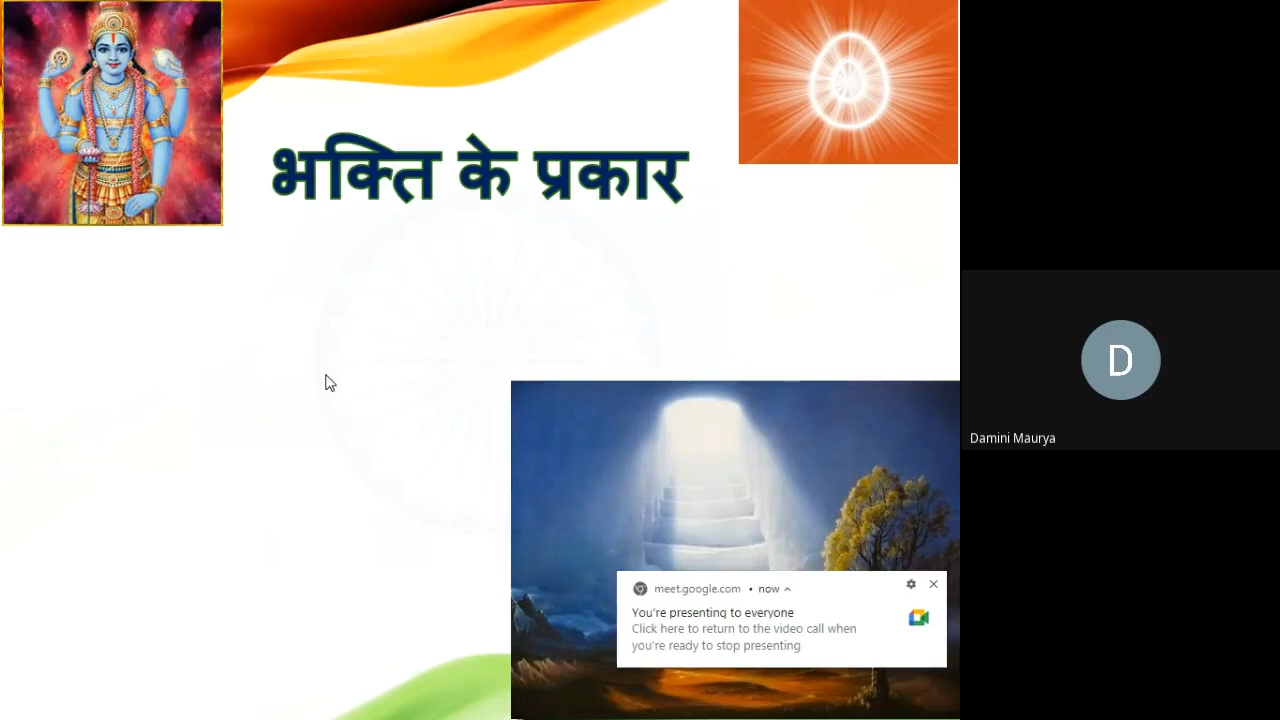 भक्ति के प्रकार
D
Damini Maurya
meet.google.com • now
You're presenting to everyone
Click here to return to the video call when
you're ready to stop presenting